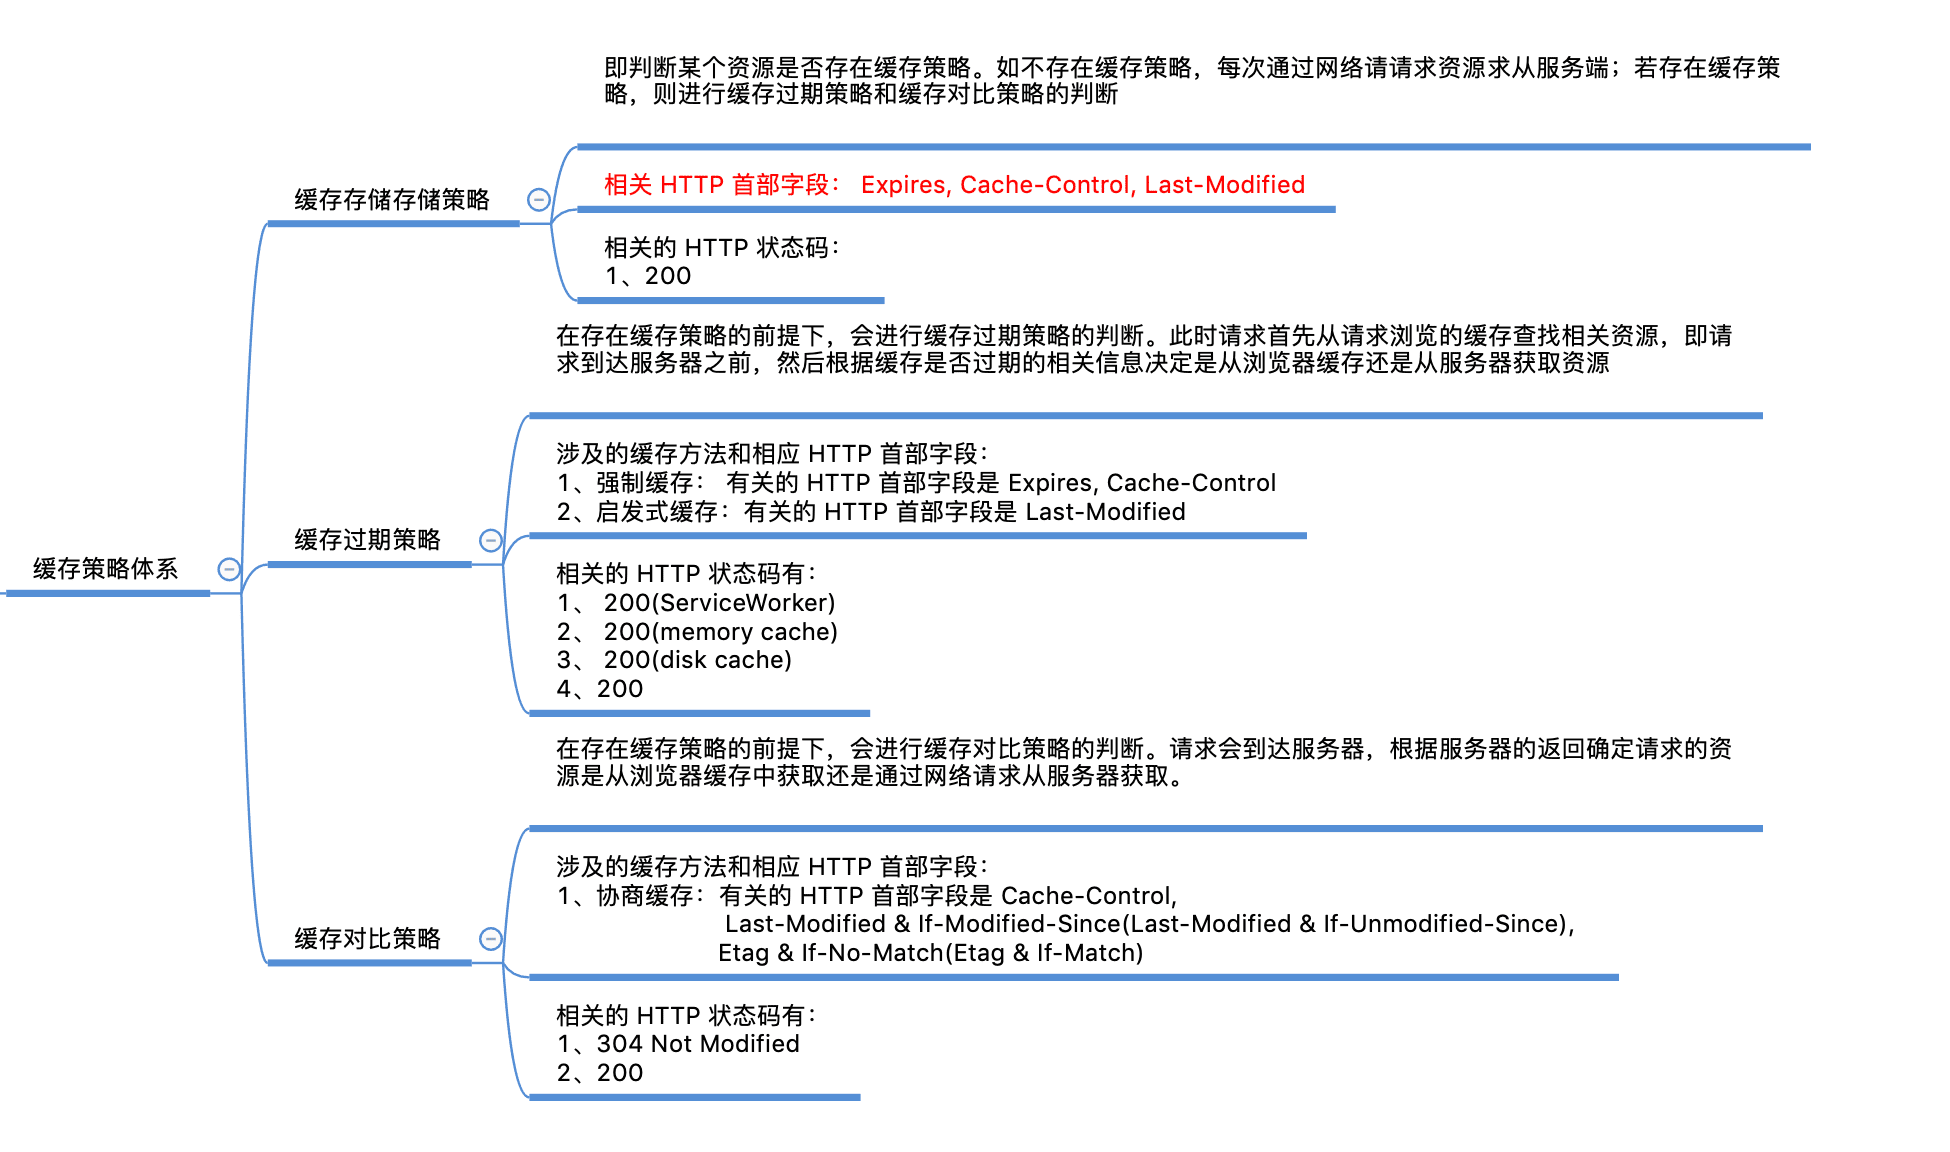 缓存策略体系
缓存存储存储策略
即判断某个资源是否存在缓存策略。如不存在缓存策略，每次通过网络请请求资源求从服务端；若存在缓存策
略，则进行缓存过期策略和缓存对比策略的判断
相关 HTTP 首部字段： Expires, Cache-Control, Last-Modified
相关的 HTTP 状态码：
1、200
缓存过期策略
在存在缓存策略的前提下，会进行缓存过期策略的判断。此时请求首先从请求浏览的缓存查找相关资源，即请
求到达服务器之前，然后根据缓存是否过期的相关信息决定是从浏览器缓存还是从服务器获取资源
涉及的缓存方法和相应 HTTP 首部字段：
1、强制缓存： 有关的 HTTP 首部字段是 Expires, Cache-Control
2、启发式缓存：有关的 HTTP 首部字段是 Last-Modified
相关的 HTTP 状态码有：
1、 200(ServiceWorker)
2、 200(memory cache)
3、 200(disk cache)
4、200
缓存对比策略
在存在缓存策略的前提下，会进行缓存对比策略的判断。请求会到达服务器，根据服务器的返回确定请求的资
源是从浏览器缓存中获取还是通过网络请求从服务器获取。
涉及的缓存方法和相应 HTTP 首部字段：
1、协商缓存：有关的 HTTP 首部字段是 Cache-Control,
Last-Modified & If-Modified-Since(Last-Modified & If-Unmodified-Since),
Etag & If-No-Match(Etag & If-Match)
相关的 HTTP 状态码有：
1、304 Not Modified
2、200